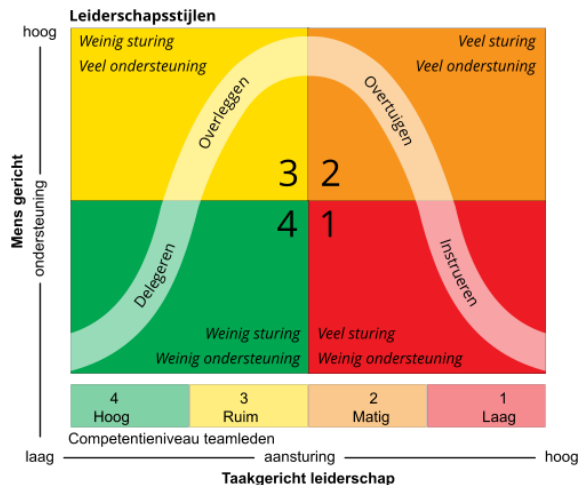 Leiderschapsstijlen
hoog
Weinig sturing
Veel ondersteuning
Veel sturing
Veel onderstuning
Overleggen
Overtuigen
3 2
4 1
Mens gericht
ondersteuning
Delegeren
Instrueren
Weinig sturing
Weinig ondersteuning
Veel sturing
Weinig ondersteuning
4
Hoog
3
Ruim
2
Matig
1
Laag
Competentieniveau teamleden
laag aansturing hoog
Taakgericht leiderschap